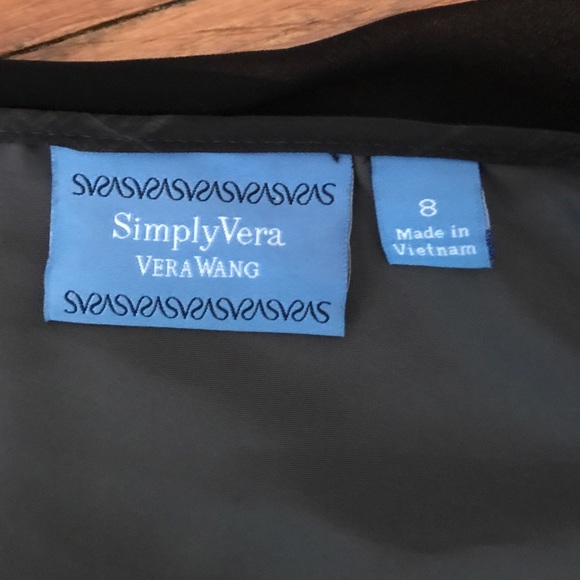 SimplyVera
VERA WANG
8
Made in
Vietnam